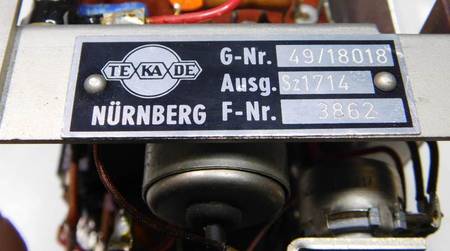 TE KA DE
NÜRNBERG
G-Nr. 49/18018
Ausg. Sz1714
F-Nr. 3862